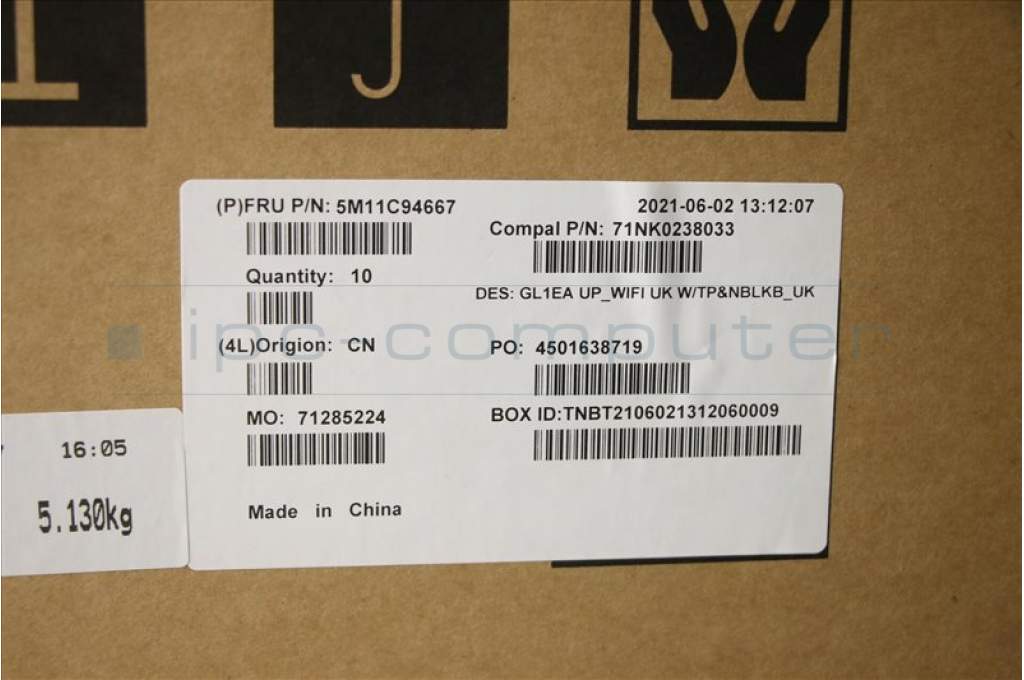 (P)FRU P/N: 5M11C94667
2021-06-02 13:12:07
Compal P/N: 71NK0238033
Quantity: 10
DES: GL1EA UP_WIFI UK W/TP&NBLKB_UK
ipc-computer
(4L)Origion: CN
PO: 4501638719
MO: 71285224
BOX ID:TNBT2106021312060009
Made in China
16:05
5.130kg